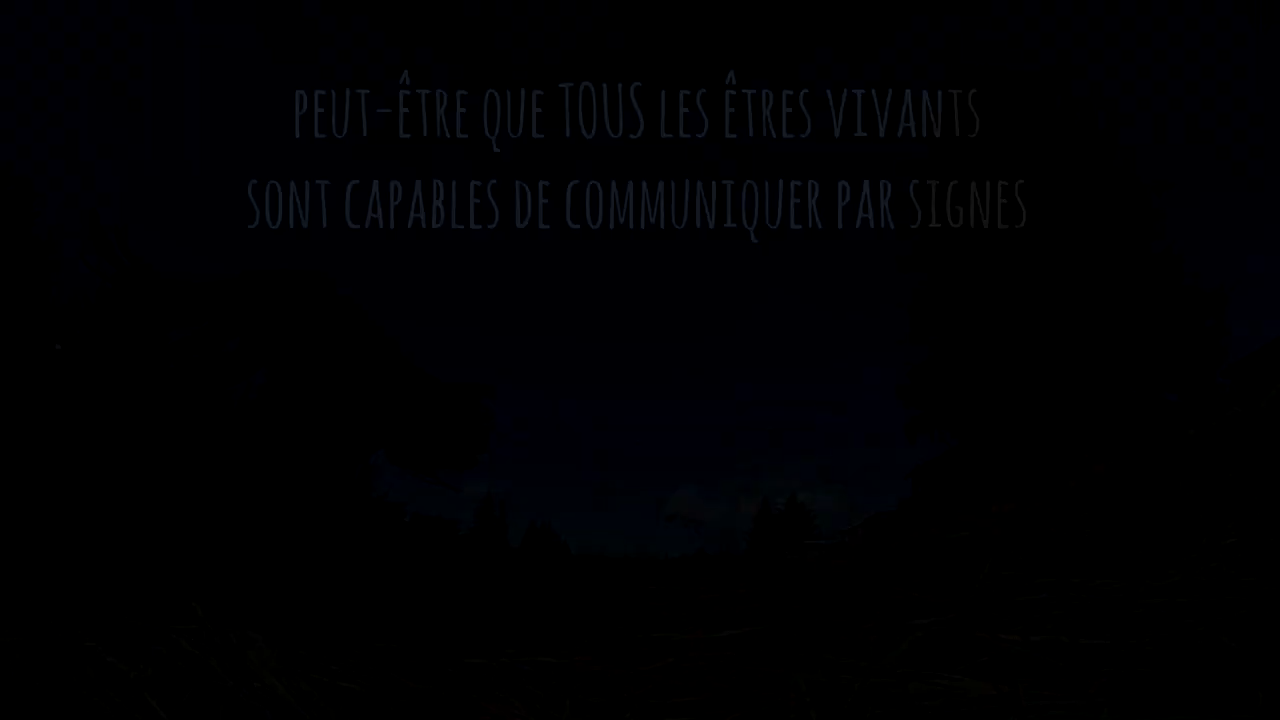 PEUT-ÊTRE QUE TOUS LES ÊTRES VIVANTS
SONT CAPABLES DE COMMUNIQUER PAR SIGNES